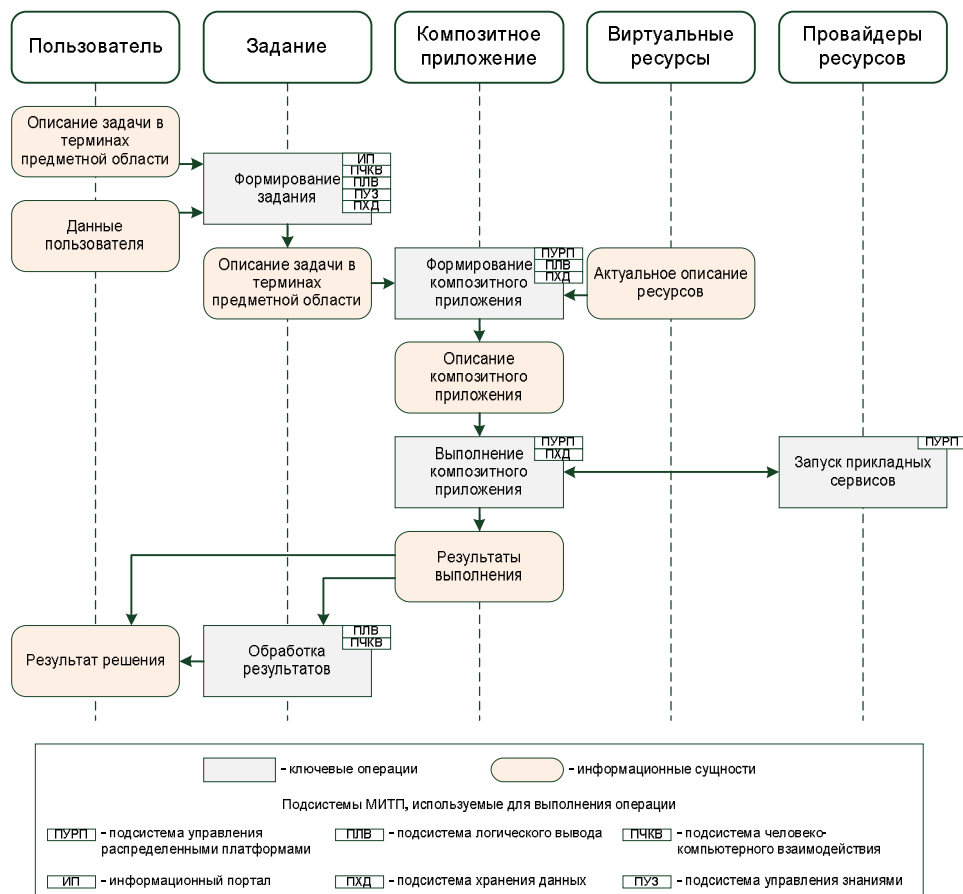 Пользователь
Задание
Композитное
приложение
Виртуальные
ресурсы
Провайдеры
ресурсов
Описание задачи в
терминах
предметной области
Данные
пользователя
Формирование
задания
ИП
ПЧКВ
ПЛВ
ПУЗ
ПХД
Описание задачи в
терминах
предметной области
Формирование
композитного
приложения
ПУРП
ПЛВ
ПХД
Актуальное описание
ресурсов
Описание
композитного
приложения
Выполнение
композитного
приложения
ПУРП
ПХД
Запуск прикладных
сервисов
ПУРП
Результаты
выполнения
Результат решения
Обработка
результатов
ПЛВ
ПЧКВ
- ключевые операции
- информационные сущности
Подсистемы МИТП, используемые для выполнения операции
ПУРП - подсистема управления
распределенными платформами
ПЛВ - подсистема логического вывода
ПЧКВ - подсистема человеко-
компьютерного взаимодействия
ИП - информационный портал
ПХД - подсистема хранения данных
ПУЗ - подсистема управления знаниями